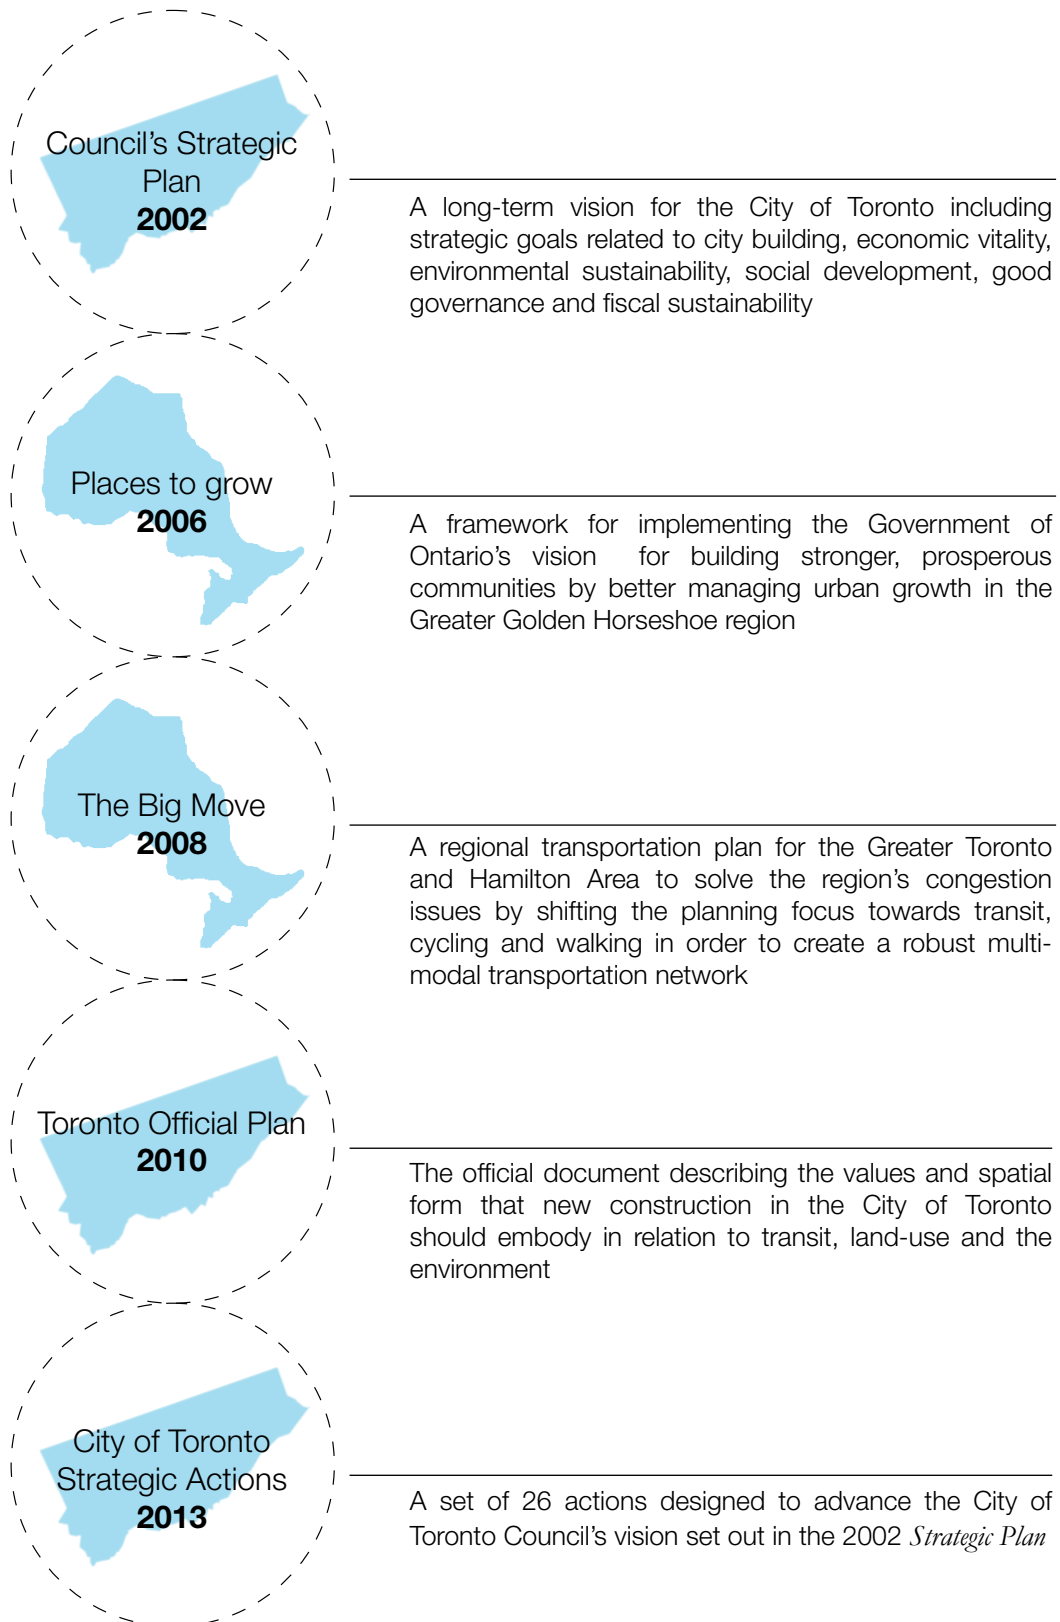 Council’s Strategic
Plan
2002
A long-term vision for the City of Toronto including
strategic goals related to city building, economic vitality,
environmental sustainability, social development, good
governance and fiscal sustainability
Places to grow
2006
A framework for implementing the Government of
Ontario’s vision for building stronger, prosperous
communities by better managing urban growth in the
Greater Golden Horseshoe region
The Big Move
2008
A regional transportation plan for the Greater Toronto
and Hamilton Area to solve the region’s congestion
issues by shifting the planning focus towards transit,
cycling and walking in order to create a robust multi-
modal transportation network
Toronto Official Plan
2010
The official document describing the values and spatial
form that new construction in the City of Toronto
should embody in relation to transit, land-use and the
environment
City of Toronto
Strategic Actions
2013
A set of 26 actions designed to advance the City of
Toronto Council’s vision set out in the 2002 Strategic Plan